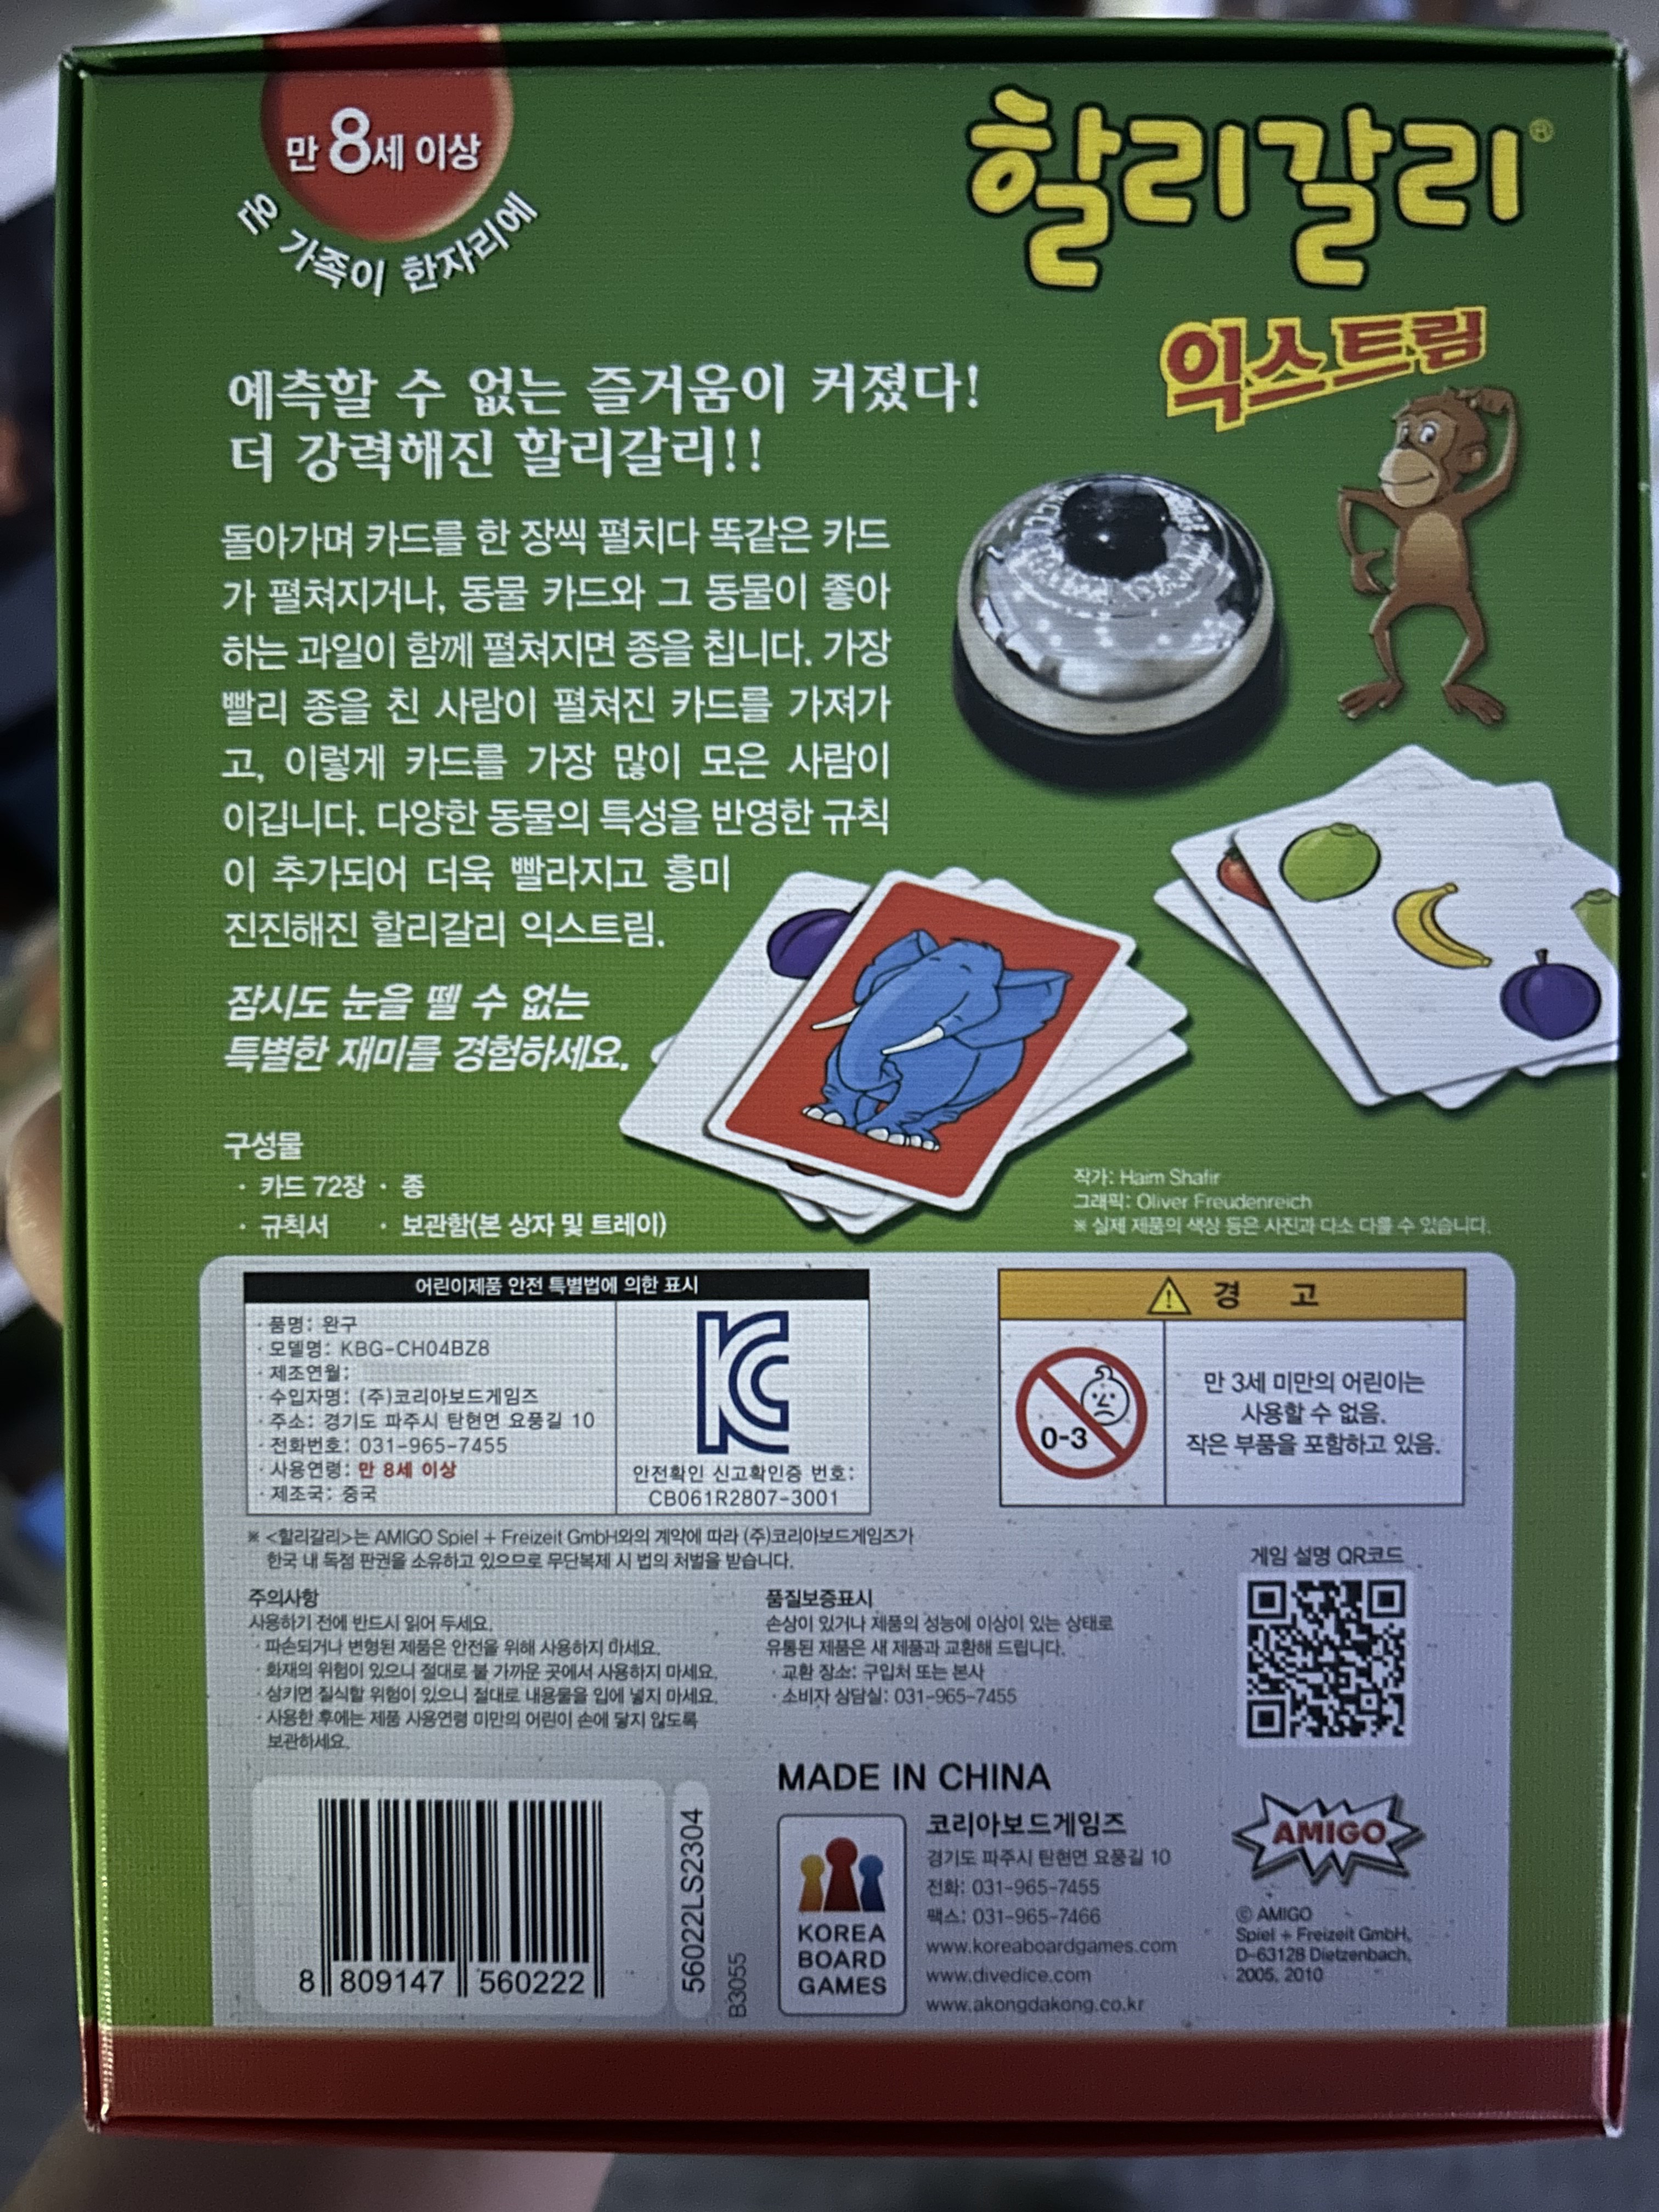 만 8세 이상
온 가족이 한자리에
할리갈리®
익스트림
예측할 수 없는 즐거움이 커졌다!
더 강력해진 할리갈리!!
돌아가며 카드를 한 장씩 펼치다 똑같은 카드
가 펼쳐지거나, 동물 카드와 그 동물이 좋아
하는 과일이 함께 펼쳐지면 종을 칩니다. 가장
빨리 종을 친 사람이 펼쳐진 카드를 가져가
고, 이렇게 카드를 가장 많이 모은 사람이
이깁니다. 다양한 동물의 특성을 반영한 규칙
이 추가되어 더욱 빨라지고 흥미
진진해진 할리갈리 익스트림.
잠시도 눈을 뗄 수 없는
특별한 재미를 경험하세요.
구성물
· 카드 72장 · 종
· 규칙서 · 보관함(본 상자 및 트레이)
작가: Haim Shafir
그래픽: Oliver Freudenreich
※ 실제 제품의 색상 등은 사진과 다소 다를 수 있습니다.
어린이제품 안전 특별법에 의한 표시
· 품명: 완구
· 모델명: KBG-CH04BZ8
· 제조연월:
· 수입자명: (주)코리아보드게임즈
· 주소: 경기도 파주시 탄현면 요풍길 10
· 전화번호: 031-965-7455
· 사용연령: 만 8세 이상
· 제조국: 중국
KC
안전확인 신고확인증 번호:
CB061R2807-3001
경 고
0-3
만 3세 미만의 어린이는
사용할 수 없음.
작은 부품을 포함하고 있음.
※ <할리갈리>는 AMIGO Spiel + Freizeit GmbH와의 계약에 따라 (주)코리아보드게임즈가
한국 내 독점 판권을 소유하고 있으므로 무단복제 시 법의 처벌을 받습니다.
주의사항
사용하기 전에 반드시 읽어 두세요.
· 파손되거나 변형된 제품은 안전을 위해 사용하지 마세요.
· 화재의 위험이 있으니 절대로 불 가까운 곳에서 사용하지 마세요.
· 삼키면 질식할 위험이 있으니 절대로 내용물을 입에 넣지 마세요.
· 사용한 후에는 제품 사용연령 미만의 어린이 손에 닿지 않도록
보관하세요.
품질보증표시
손상이 있거나 제품의 성능에 이상이 있는 상태로
유통된 제품은 새 제품과 교환해 드립니다.
· 교환 장소: 구입처 또는 본사
· 소비자 상담실: 031-965-7455
게임 설명 QR코드
8 809147 560222
56022LS2304
B3055
MADE IN CHINA
KOREA
BOARD
GAMES
코리아보드게임즈
경기도 파주시 탄현면 요풍길 10
전화: 031-965-7455
팩스: 031-965-7466
www.koreaboardgames.com
www.divedice.com
www.akongdakong.co.kr
AMIGO
© AMIGO
Spiel + Freizeit GmbH,
D-63128 Dietzenbach,
2005, 2010